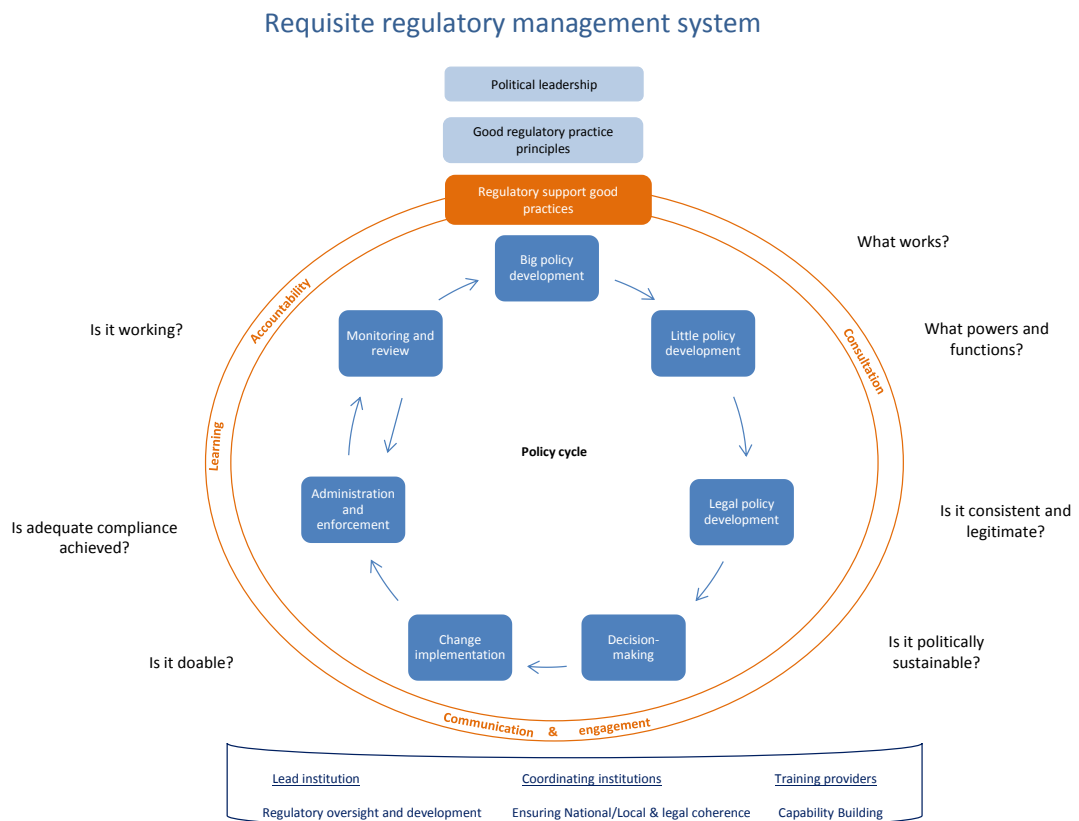 Requisite regulatory management system
Political leadership
Good regulatory practice
principles
Regulatory support good
practices
Big policy
development
What works?
Accountability
Is it working?
Monitoring and
review
Little policy
development
Consultation
What powers and
functions?
Learning
Policy cycle
Is adequate compliance
achieved?
Administration and
enforcement
Legal policy
development
Is it consistent and
legitimate?
Is it doable?
Change
implementation
Decision-
making
Is it politically
sustainable?
Communication & engagement
Lead institution
Coordinating institutions
Training providers
Regulatory oversight and development
Ensuring National/Local & legal coherence
Capability Building